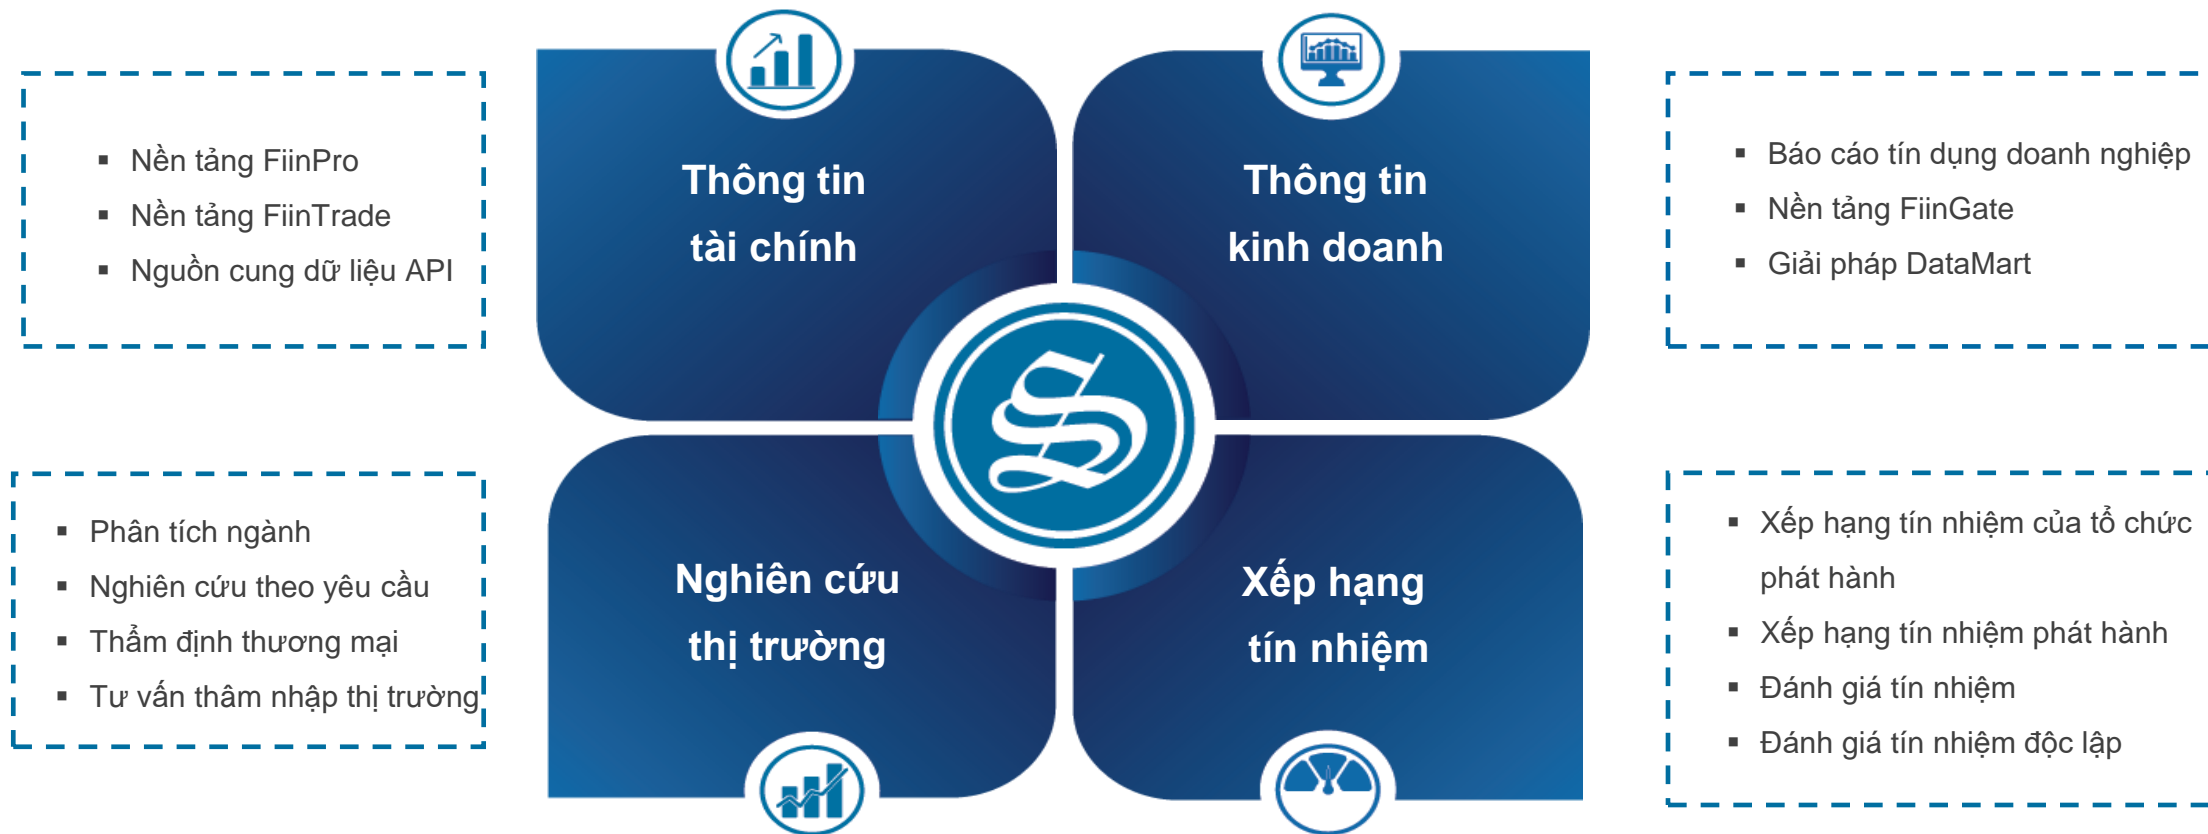 Nền tảng FiinPro
Nền tảng FiinTrade
Nguồn cung dữ liệu API
Thông tin
tài chính
Thông tin
kinh doanh
Báo cáo tín dụng doanh nghiệp
Nền tảng FiinGate
Giải pháp DataMart
Phân tích ngành
Nghiên cứu theo yêu cầu
Thẩm định thương mại
Tư vấn thâm nhập thị trường
Nghiên cứu
thị trường
Xếp hạng
tín nhiệm
Xếp hạng tín nhiệm của tổ chức
phát hành
Xếp hạng tín nhiệm phát hành
Đánh giá tín nhiệm
Đánh giá tín nhiệm độc lập
S